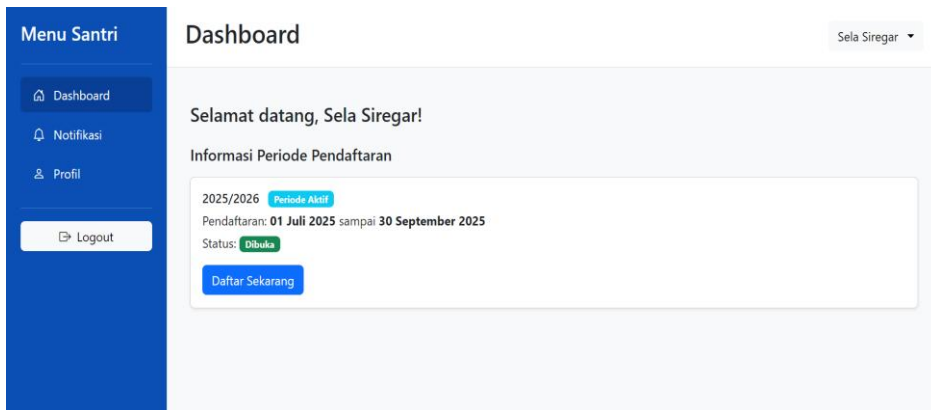 Menu Santri
Dashboard
Notifikasi
Profil
Logout
Dashboard
Sela Siregar
Selamat datang, Sela Siregar!
Informasi Periode Pendaftaran
2025/2026 Periode Aktif
Pendaftaran: 01 Juli 2025 sampai 30 September 2025
Status: Dibuka
Daftar Sekarang